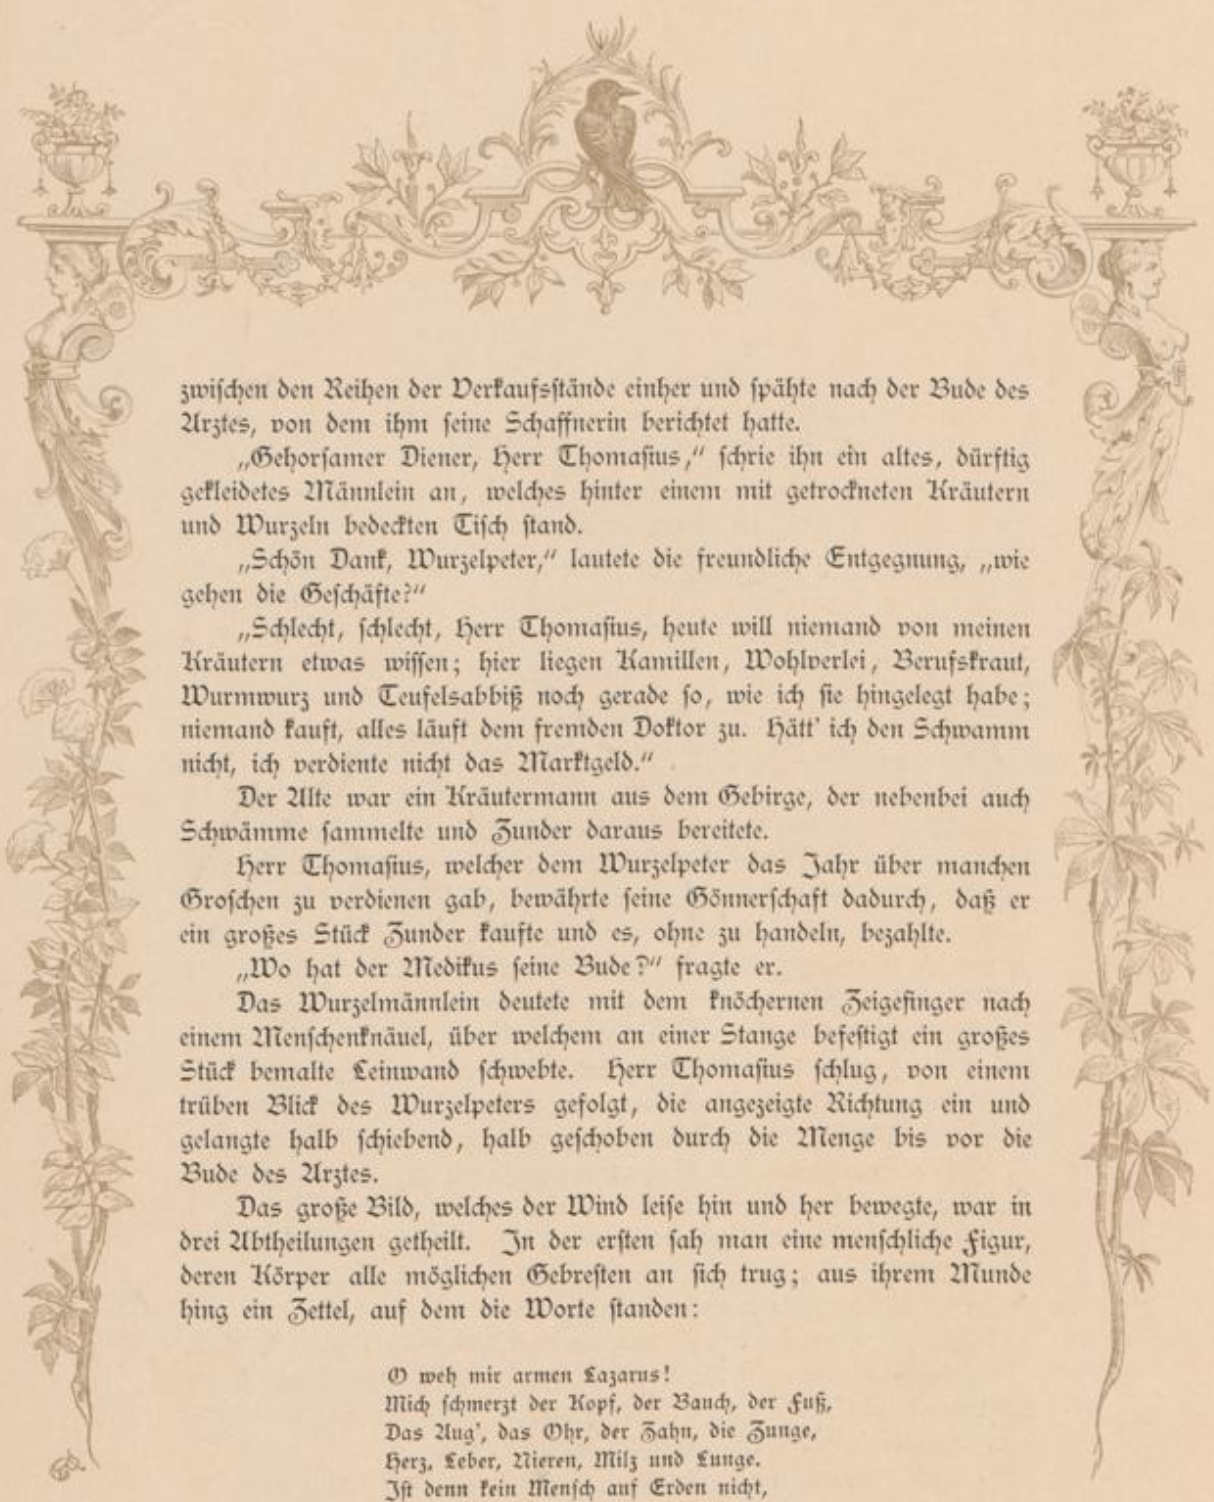 zwischen den Reihen der Verkaufsstände einher und spähte nach der Bude des
Arztes, von dem ihm seine Schaffnerin berichtet hatte.
„Gehorsamer Diener, Herr Thomasius,“ schrie ihn ein altes, dürftig
gekleidetes Männlein an, welches hinter einem mit getrockneten Kräutern
und Wurzeln bedeckten Tisch stand.
„Schön Dank, Wurzelpeter,“ lautete die freundliche Entgegnung, „wie
gehen die Geschäfte?“
„Schlecht, schlecht, Herr Thomasius, heute will niemand von meinen
Kräutern etwas wissen; hier liegen Kamillen, Wohlverlei, Berufskraut,
Wurmwurz und Teufelsabbiß noch gerade so, wie ich sie hingelegt habe;
niemand kauft, alles läuft dem fremden Doktor zu. Hätt' ich den Schwamm
nicht, ich verdiente nicht das Marktgeld.“
Der Alte war ein Kräutermann aus dem Gebirge, der nebenbei auch
Schwämme sammelte und Zunder daraus bereitete.
Herr Thomasius, welcher dem Wurzelpeter das Jahr über manchen
Groschen zu verdienen gab, bewährte seine Gönnerschaft dadurch, daß er
ein großes Stück Zunder kaufte und es, ohne zu handeln, bezahlte.
„Wo hat der Medikus seine Bude?“ fragte er.
Das Wurzelmännlein deutete mit dem knöchernen Zeigefinger nach
einem Menschenknäuel, über welchem an einer Stange befestigt ein großes
Stück bemalte Leinwand schwebte. Herr Thomasius schlug, von einem
trüben Blick des Wurzelpeters gefolgt, die angezeigte Richtung ein und
gelangte halb schiebend, halb geschoben durch die Menge bis vor die
Bude des Arztes.
Das große Bild, welches der Wind leise hin und her bewegte, war in
drei Abtheilungen getheilt. In der ersten sah man eine menschliche Figur,
deren Körper alle möglichen Gebresten an sich trug; aus ihrem Munde
hing ein Zettel, auf dem die Worte standen:
O weh mir armen Lazarus!
Mich schmerzt der Kopf, der Bauch, der Fuß,
Das Aug', das Ohr, der Zahn, die Zunge,
Herz, Leber, Nieren, Milz und Lunge.
Ist denn kein Mensch auf Erden nicht,